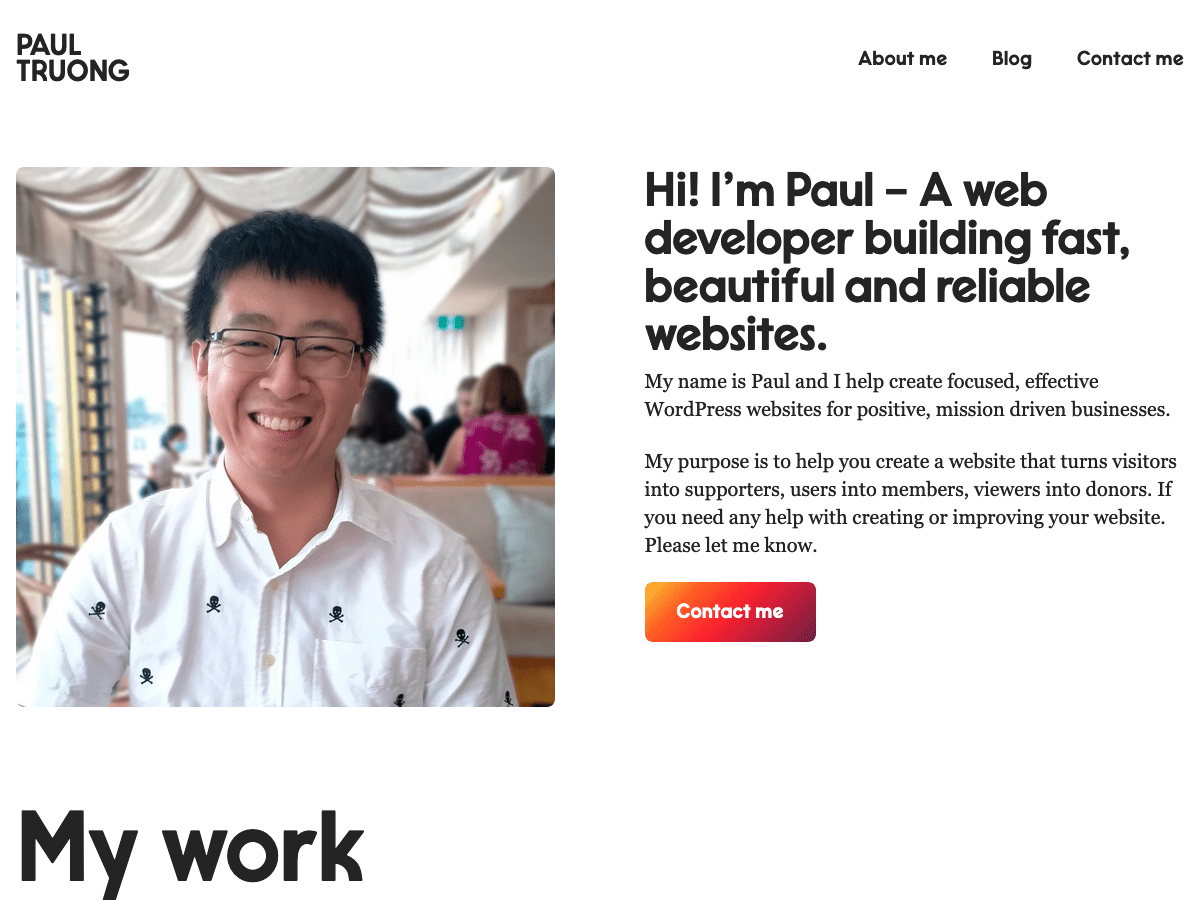 PAUL
TRUONG
About me
Blog
Contact me
Hi! I’m Paul – A web
developer building fast,
beautiful and reliable
websites.
My name is Paul and I help create focused, effective
WordPress websites for positive, mission driven businesses.
My purpose is to help you create a website that turns visitors
into supporters, users into members, viewers into donors. If
you need any help with creating or improving your website.
Please let me know.
Contact me
My work